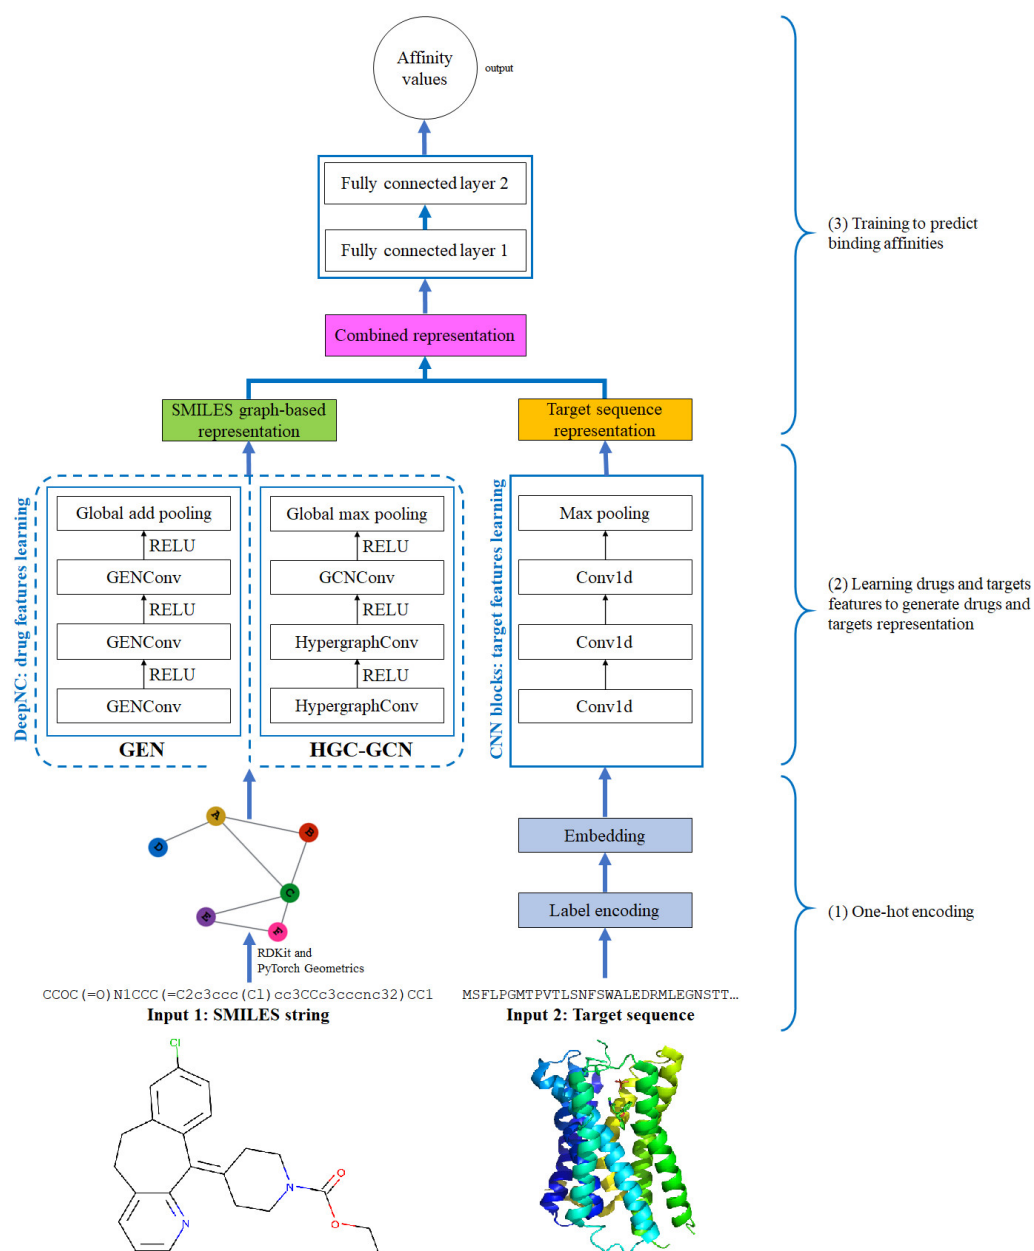 Affinity
values
output
Fully connected layer 2
Fully connected layer 1
(3) Training to predict
binding affinities
Combined representation
SMILES graph-based
representation
Target sequence
representation
DeepNC: drug features learning
Global add pooling
RELU
GENConv
RELU
GENConv
RELU
GENConv
GEN
Global max pooling
RELU
GCNConv
RELU
HypergraphConv
RELU
HypergraphConv
HGC-GCN
CNN blocks: target features learning
Max pooling
Conv1d
Conv1d
Conv1d
(2) Learning drugs and targets
features to generate drugs and
targets representation
A
B
D
C
E
E
RDKit and
PyTorch Geometrics
Embedding
Label encoding
(1) One-hot encoding
CCOC(=O)N1CCC(=C2c3ccc(Cl)cc3CCc3cccnc32)CC1
Input 1: SMILES string
MSFLPGMTPVTLSNFSWALEDRMLEGNSTT…
Input 2: Target sequence
Cl
N
O
O
N